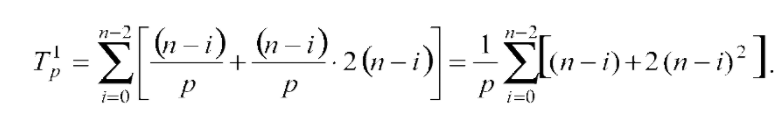 $$T_p^1 = \sum_{i=0}^{n-2}\left[\frac{(n-i)}{p}+\frac{(n-i)}{p}\cdot 2(n-i)\right]=\frac{1}{p}\sum_{i=0}^{n-2}\left[(n-i)+2(n-i)^2\right].$$